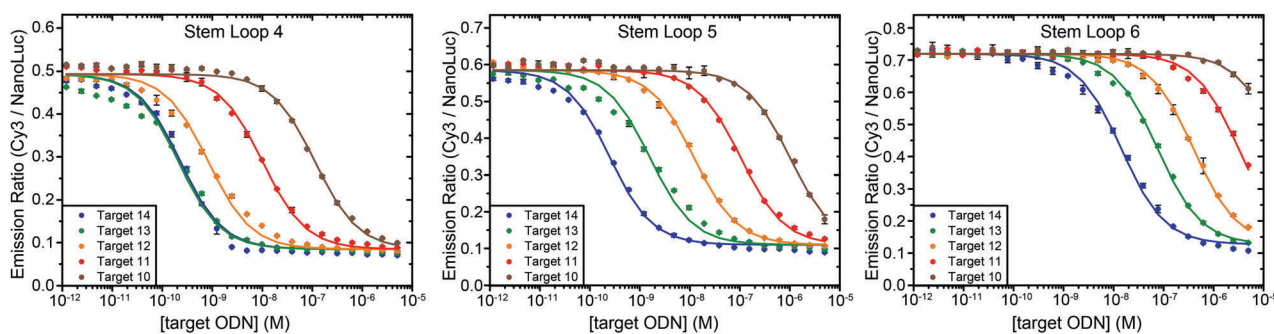 Stem Loop 4
Emission Ratio (Cy3 / NanoLuc)
0.6
0.5
0.4
0.3
0.2
0.1
0.0
Target 14
Target 13
Target 12
Target 11
Target 10
10⁻¹² 10⁻¹¹ 10⁻¹⁰ 10⁻⁹ 10⁻⁸ 10⁻⁷ 10⁻⁶ 10⁻⁵
[target ODN] (M)
Stem Loop 5
Emission Ratio (Cy3 / NanoLuc)
0.7
0.6
0.5
0.4
0.3
0.2
0.1
0.0
Target 14
Target 13
Target 12
Target 11
Target 10
10⁻¹² 10⁻¹¹ 10⁻¹⁰ 10⁻⁹ 10⁻⁸ 10⁻⁷ 10⁻⁶ 10⁻⁵
[target ODN] (M)
Stem Loop 6
Emission Ratio (Cy3 / NanoLuc)
0.8
0.7
0.6
0.5
0.4
0.3
0.2
0.1
0.0
Target 14
Target 13
Target 12
Target 11
Target 10
10⁻¹² 10⁻¹¹ 10⁻¹⁰ 10⁻⁹ 10⁻⁸ 10⁻⁷ 10⁻⁶ 10⁻⁵
[target ODN] (M)